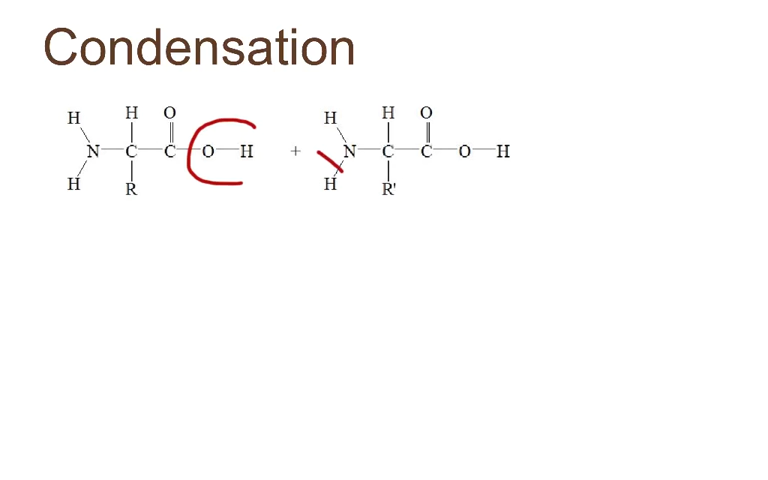 Condensation
H H O H H O
N C C O H + N C C O H
H R H R'